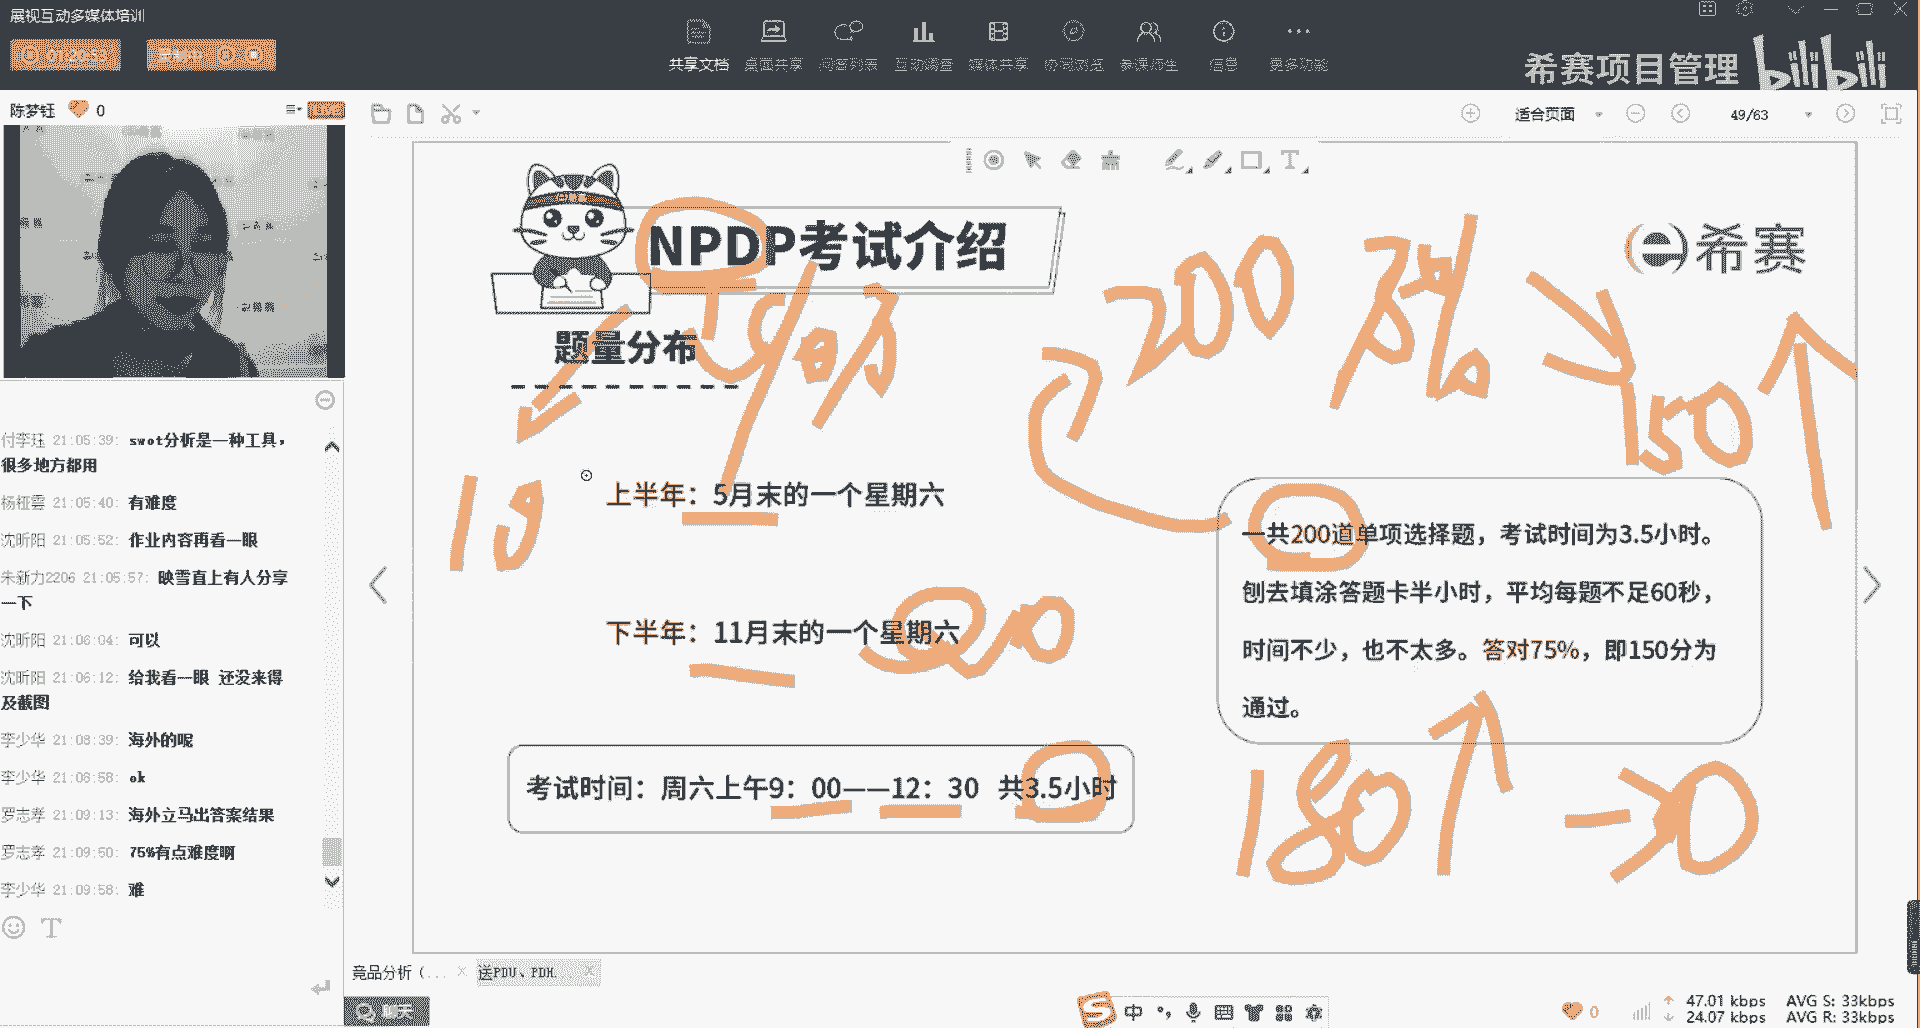 展视互动多媒体培训
01:20:53
共享文档 桌面共享 问答列表 互动调查 媒体共享 协同浏览 参课师生 信息 更多功能
希赛项目管理 bilibili
陈梦钰 0
适合页面 49/63
NPDP考试介绍
希赛
题量分布
200 75% 150
上半年：5月末的一个星期六
下半年：11月末的一个星期六
一共200道单项选择题，考试时间为3.5小时。
刨去填涂答题卡半小时，平均每题不足60秒，
时间不少，也不太多。答对75%，即150分为
通过。
考试时间：周六上午9：00——12：30 共3.5小时
180 30
付李珏 21:05:39: swot分析是一种工具，
很多地方都用
杨征雲 21:05:40: 有难度
沈昕阳 21:05:52: 作业内容再看一眼
朱新力2206 21:05:57: 映雪直上有人分享
一下
沈昕阳 21:06:04: 可以
沈昕阳 21:06:12: 给我看一眼 还没来得
及截图
李少华 21:08:39: 海外的呢
李少华 21:08:58: ok
罗志孝 21:09:13: 海外立马出答案结果
罗志孝 21:09:50: 75%有点难度啊
李少华 21:09:58: 难
竞品分析（... 送PDU、PDH.
聊天
中
0
47.01 kbps AVG S: 33kbps
24.07 kbps AVG R: 33kbps